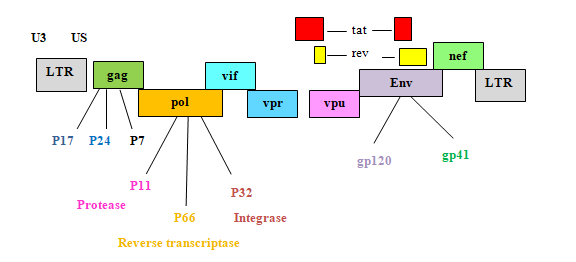 tat
U3 US
rev
nef
LTR
gag
vif
Env
LTR
pol
vpr
vpu
P17 P24 P7
gp120
gp41
P11
P32
Protease
P66
Integrase
Reverse transcriptase